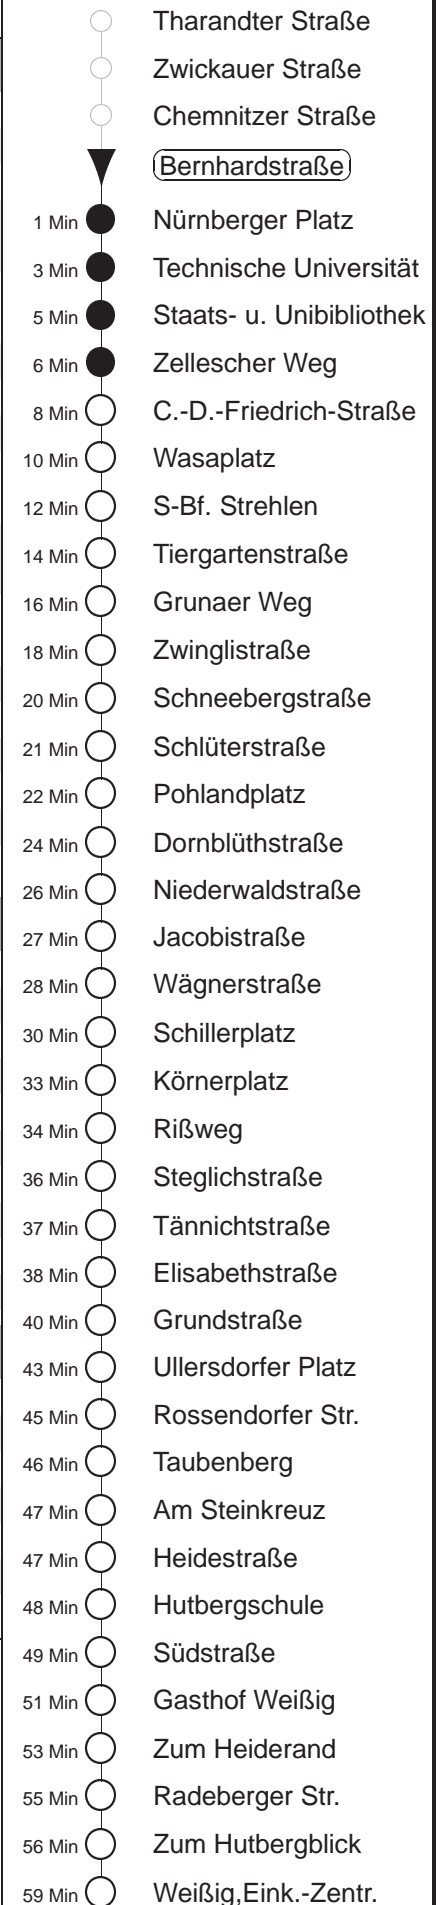 Tharandter Straße
Zwickauer Straße
Chemnitzer Straße
Bernhardstraße
1 Min Nürnberger Platz
3 Min Technische Universität
5 Min Staats- u. Unibibliothek
6 Min Zellescher Weg
8 Min C.-D.-Friedrich-Straße
10 Min Wasaplatz
12 Min S-Bf. Strehlen
14 Min Tiergartenstraße
16 Min Grunaer Weg
18 Min Zwinglistraße
20 Min Schneebergstraße
21 Min Schlüterstraße
22 Min Pohlandplatz
24 Min Dornblüthstraße
26 Min Niederwaldstraße
27 Min Jacobistraße
28 Min Wägnerstraße
30 Min Schillerplatz
33 Min Körnerplatz
34 Min Rißweg
36 Min Steglichstraße
37 Min Tännichtstraße
38 Min Elisabethstraße
40 Min Grundstraße
43 Min Ullersdorfer Platz
45 Min Rossendorfer Str.
46 Min Taubenberg
47 Min Am Steinkreuz
47 Min Heidestraße
48 Min Hutbergschule
49 Min Südstraße
51 Min Gasthof Weißig
53 Min Zum Heiderand
55 Min Radeberger Str.
56 Min Zum Hutbergblick
59 Min Weißig,Eink.-Zentr.